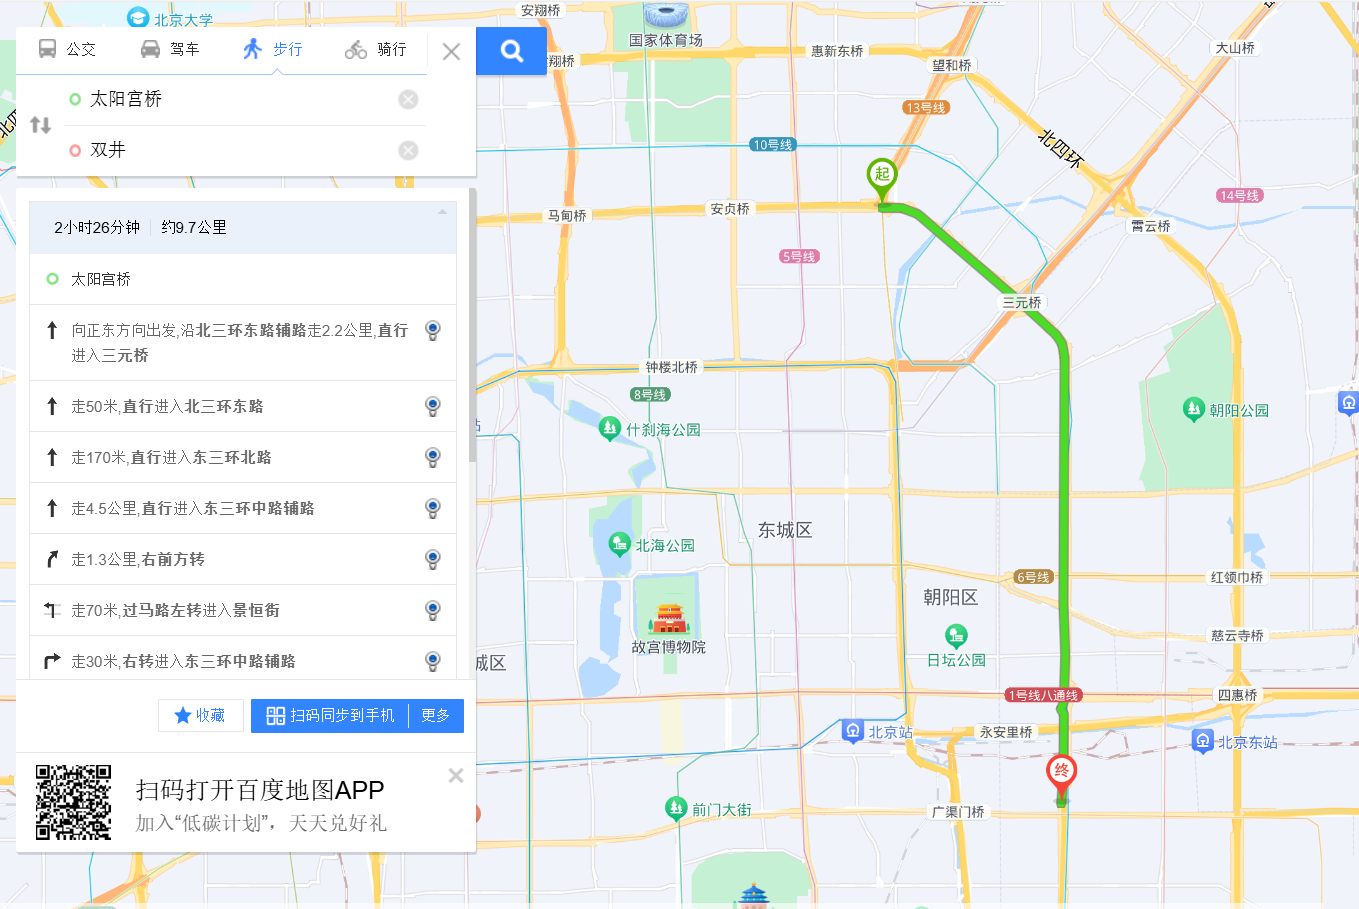 公交
驾车
步行
骑行
太阳宫桥
双井
2小时26分钟
约9.7公里
太阳宫桥
向正东方向出发,沿北三环东路辅路走2.2公里,直行
进入三元桥
走50米,直行进入北三环东路
走170米,直行进入东三环北路
走4.5公里,直行进入东三环中路辅路
走1.3公里,右前方转
走70米,过马路左转进入景恒街
走30米,右转进入东三环中路辅路
收藏
扫码同步到手机
更多
扫码打开百度地图APP
加入“低碳计划”，天天兑好礼
北京大学
安翔桥
国家体育场
惠新东桥
望和桥
大山桥
翔桥
13号线
北四环
10号线
起
14号线
马甸桥
安贞桥
霄云桥
5号线
三元桥
钟楼北桥
8号线
什刹海公园
朝阳公园
站
东城区
北海公园
6号线
红领巾桥
朝阳区
慈云寺桥
故宫博物院
日坛公园
城区
1号线八通线
四惠桥
北京站
永安里桥
北京东站
终
前门大街
广渠门桥